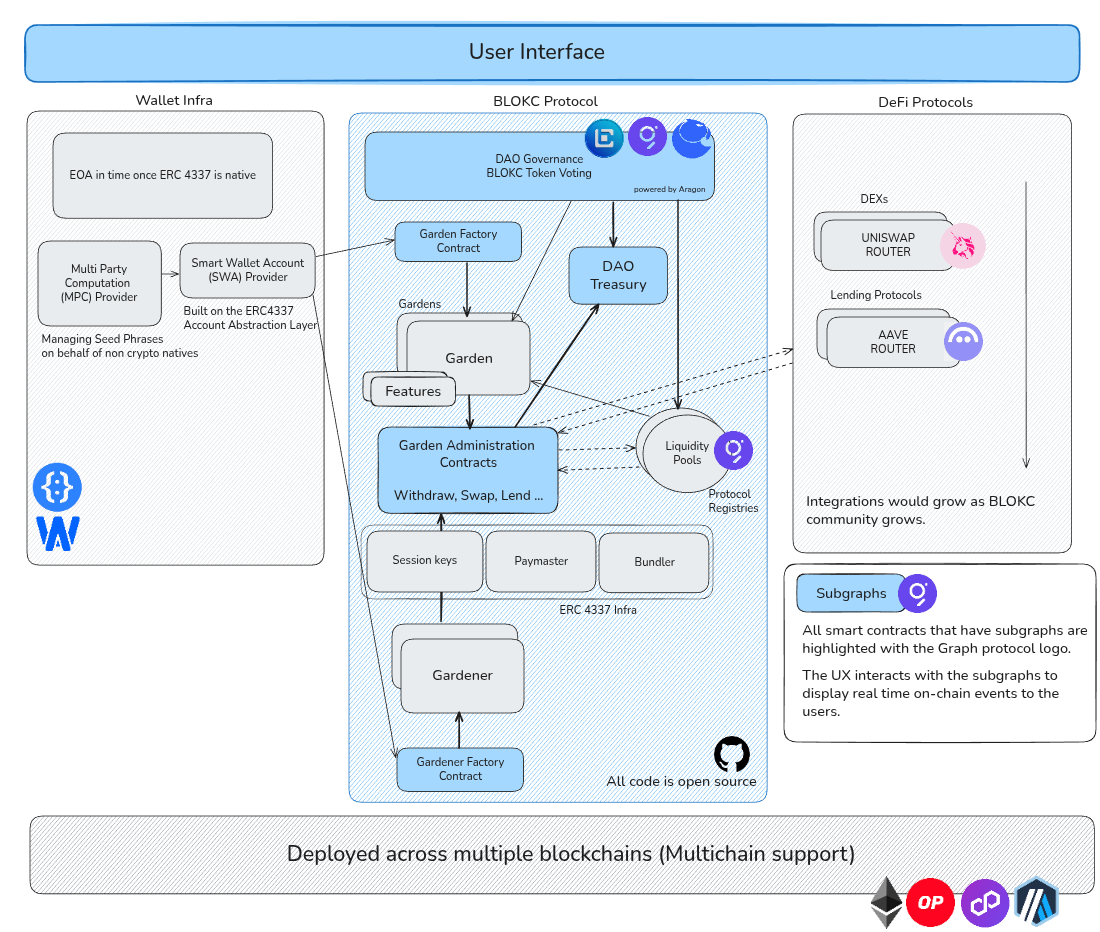 User Interface
Wallet Infra
EOA in time once ERC 4337 is native
Multi Party
Computation
(MPC) Provider
Smart Wallet Account
(SWA) Provider
Built on the ERC4337
Account Abstraction Layer
Managing Seed Phrases
on behalf of non crypto natives
BLOKC Protocol
DAO Governance
BLOKC Token Voting
powered by Aragon
Garden Factory
Contract
DAO
Treasury
Gardens
Garden
Features
Garden Administration
Contracts
Withdraw, Swap, Lend ...
Liquidity
Pools
Protocol
Registries
Session keys
Paymaster
Bundler
ERC 4337 Infra
Gardener
Gardener Factory
Contract
All code is open source
DeFi Protocols
DEXs
UNISWAP
ROUTER
Lending Protocols
AAVE
ROUTER
Integrations would grow as BLOKC
community grows.
Subgraphs
All smart contracts that have subgraphs are
highlighted with the Graph protocol logo.
The UX interacts with the subgraphs to
display real time on-chain events to the
users.
Deployed across multiple blockchains (Multichain support)
OP